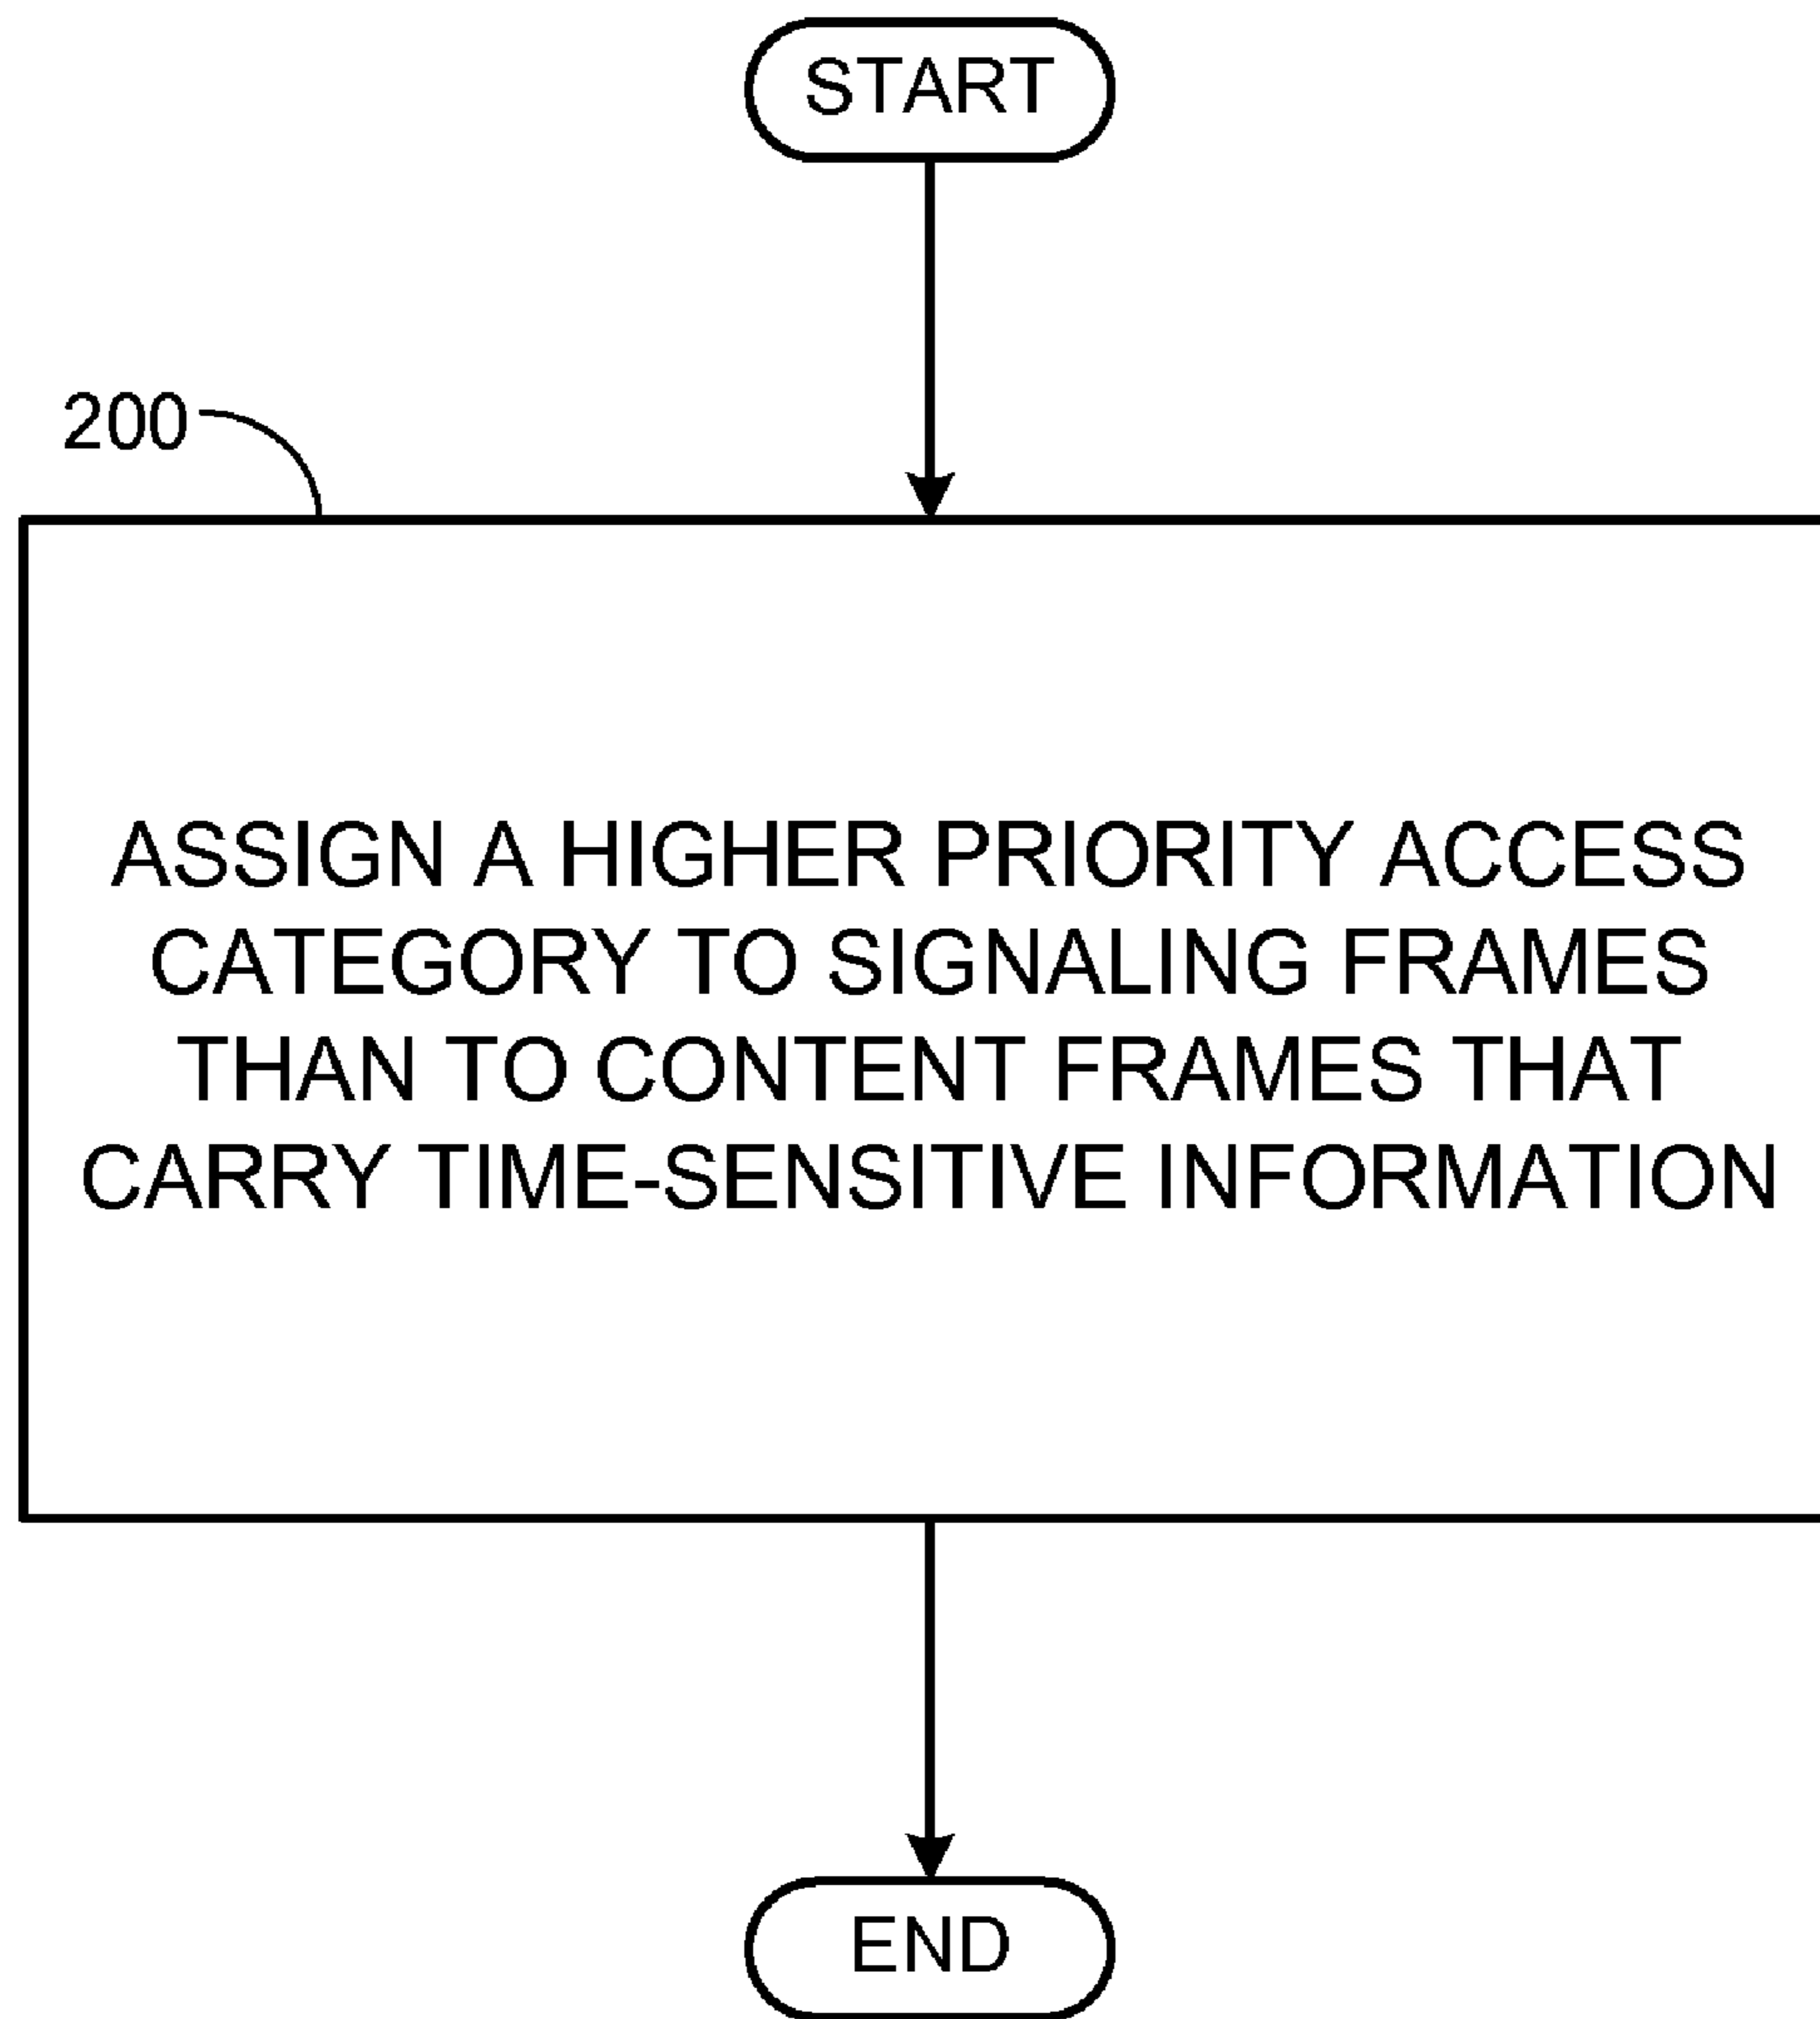 START
200
ASSIGN A HIGHER PRIORITY ACCESS
CATEGORY TO SIGNALING FRAMES
THAN TO CONTENT FRAMES THAT
CARRY TIME-SENSITIVE INFORMATION
END